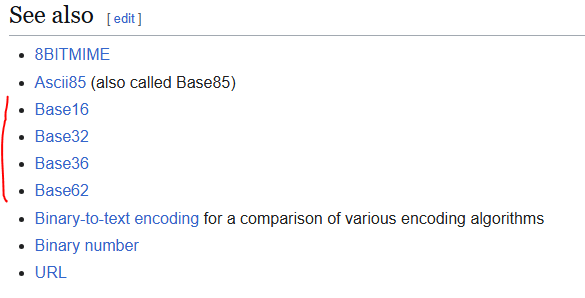 See also [ edit ]
8BITMIME
Ascii85 (also called Base85)
Base16
Base32
Base36
Base62
Binary-to-text encoding for a comparison of various encoding algorithms
Binary number
URL